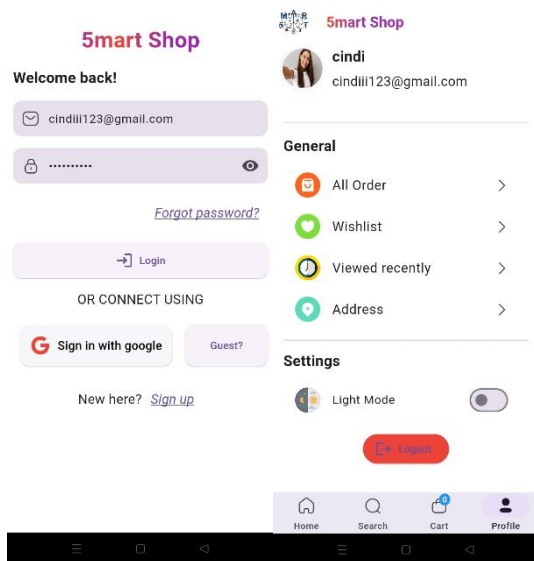 5mart Shop
Welcome back!
cindiii123@gmail.com
••••••••••
Forgot password?
Login
OR CONNECT USING
G Sign in with google
Guest?
New here? Sign up
M A R
5 T
5mart Shop
cindi
cindiii123@gmail.com
General
All Order
Wishlist
Viewed recently
Address
Settings
Light Mode
Logout
0
Home Search Cart Profile